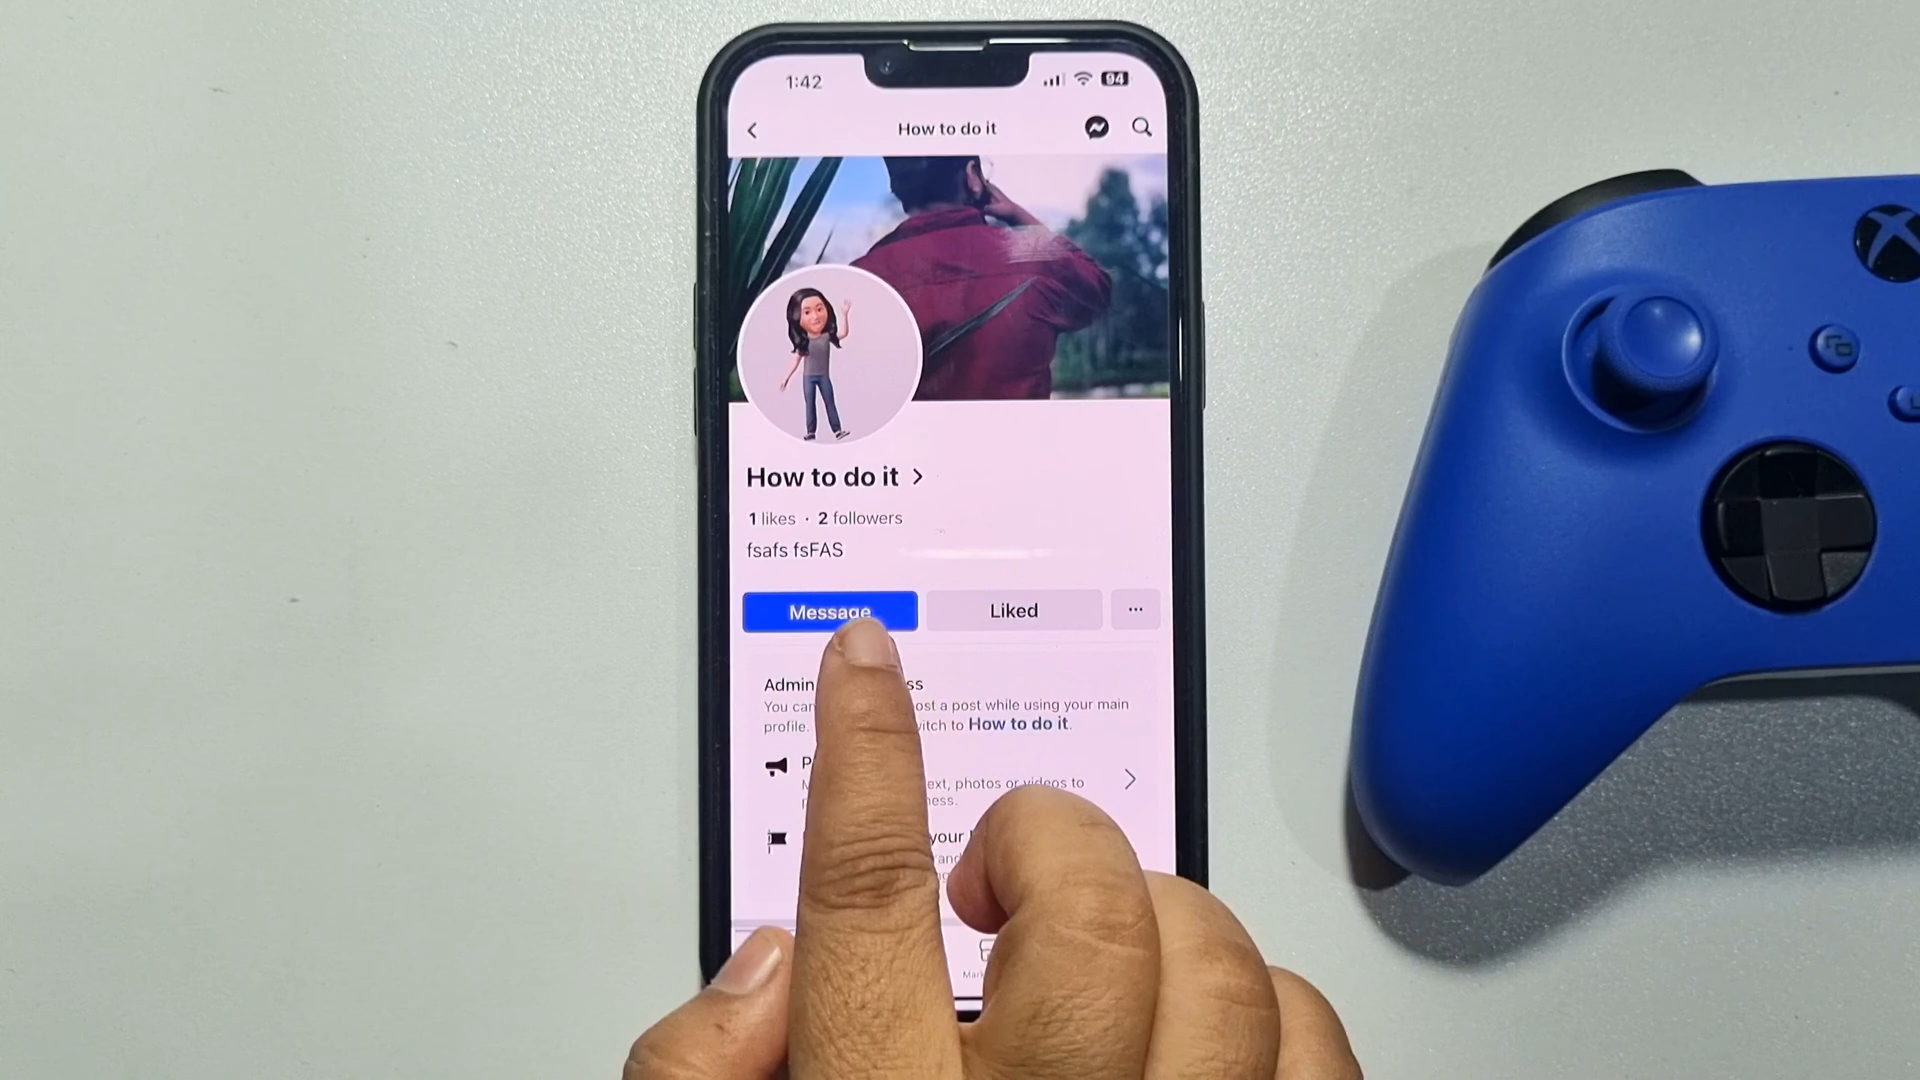 1:42
94
How to do it
How to do it
1 likes · 2 followers
fsafs fsFAS
Message
Liked
Admin ss
You can ost a post while using your main
profile. itch to How to do it.
ext, photos or videos to
ness.
your